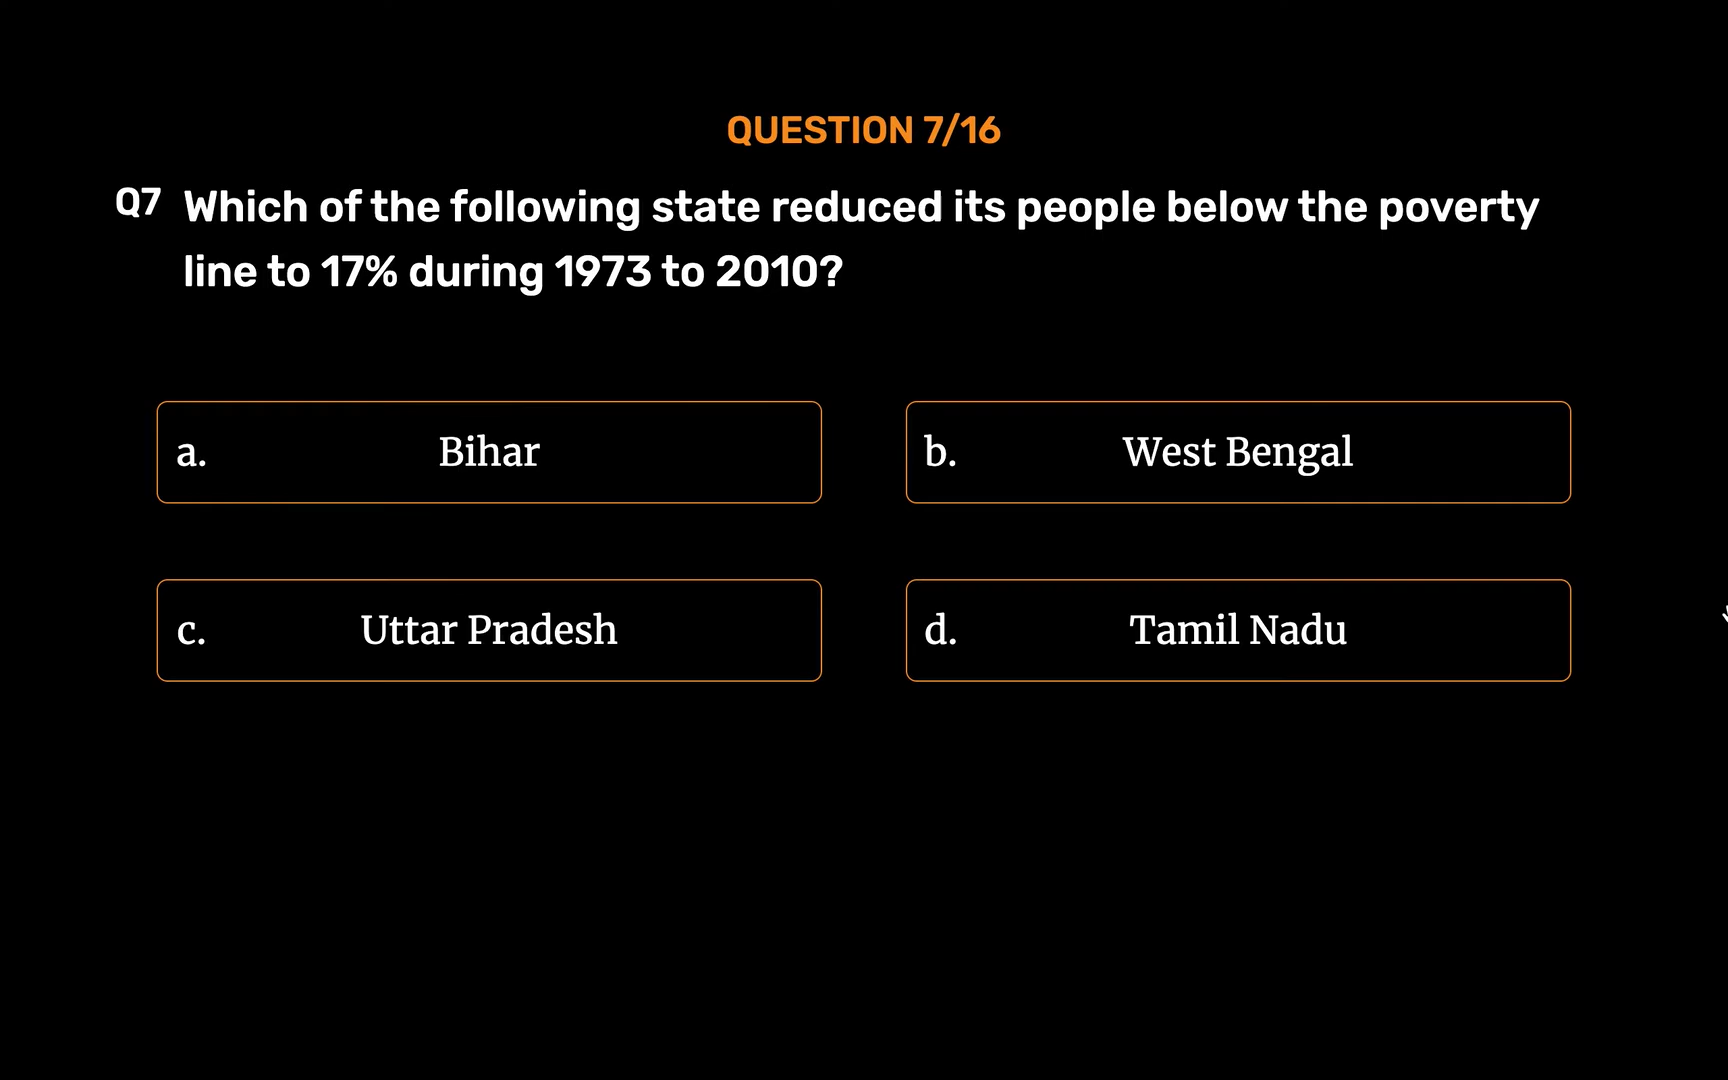 QUESTION 7/16
Q7 Which of the following state reduced its people below the poverty
line to 17% during 1973 to 2010?
a. Bihar
b. West Bengal
c. Uttar Pradesh
d. Tamil Nadu